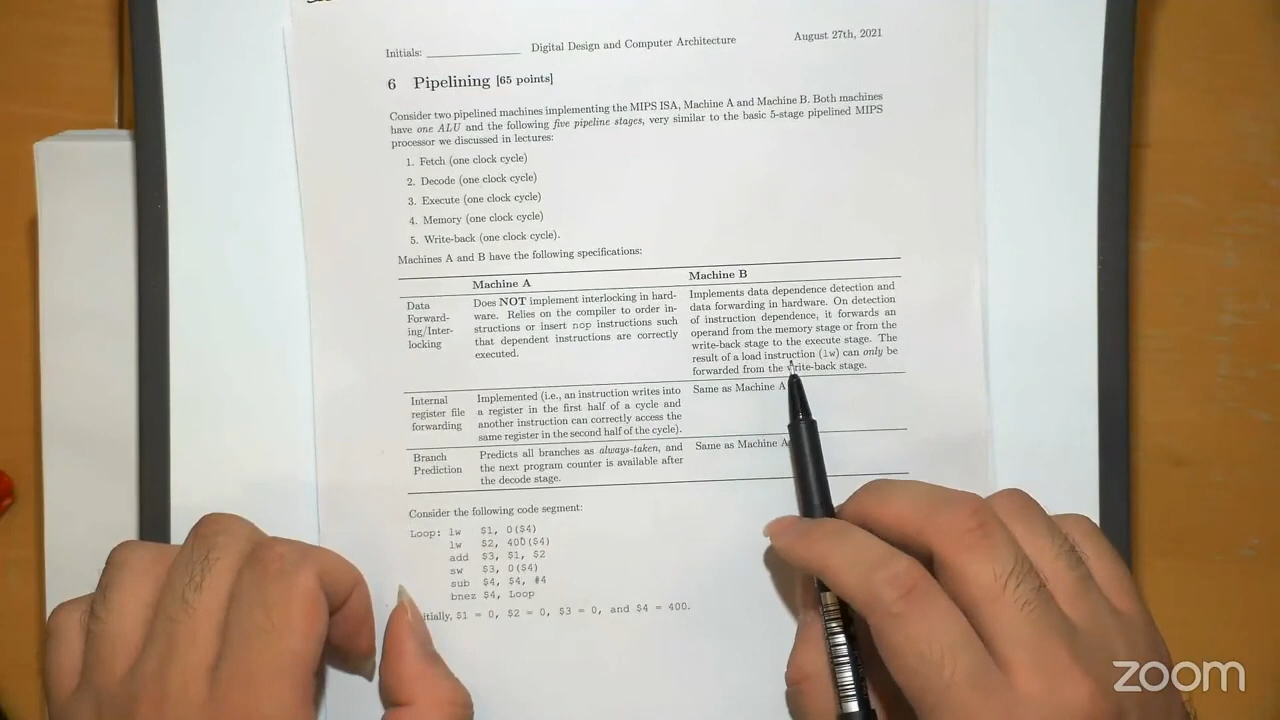 Initials: Digital Design and Computer Architecture August 27th, 2021
6 Pipelining [65 points]
Consider two pipelined machines implementing the MIPS ISA, Machine A and Machine B. Both machines
have one ALU and the following five pipeline stages, very similar to the basic 5-stage pipelined MIPS
processor we discussed in lectures:
1. Fetch (one clock cycle)
2. Decode (one clock cycle)
3. Execute (one clock cycle)
4. Memory (one clock cycle)
5. Write-back (one clock cycle).
Machines A and B have the following specifications:
Machine A
Machine B
Data
Forward-
ing/Inter-
locking
Does NOT implement interlocking in hard-
ware. Relies on the compiler to order in-
structions or insert nop instructions such
that dependent instructions are correctly
executed.
Implements data dependence detection and
data forwarding in hardware. On detection
of instruction dependence, it forwards an
operand from the memory stage or from the
write-back stage to the execute stage. The
result of a load instruction (lw) can only be
forwarded from the write-back stage.
Internal
register file
forwarding
Implemented (i.e., an instruction writes into
a register in the first half of a cycle and
another instruction can correctly access the
same register in the second half of the cycle).
Same as Machine A
Branch
Prediction
Predicts all branches as always-taken, and
the next program counter is available after
the decode stage.
Same as Machine A
Consider the following code segment:
Loop: lw $1, 0($4)
lw $2, 400($4)
add $3, $1, $2
sw $3, 0($4)
sub $4, $4, #4
bnez $4, Loop
$1 = 0, $2 = 0, $3 = 0, and $4 = 400.
zoom